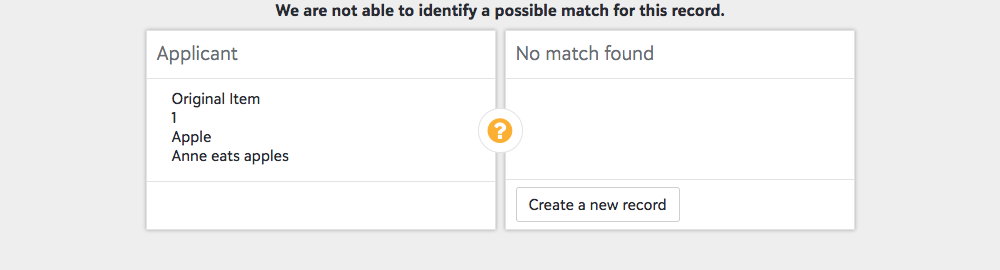 We are not able to identify a possible match for this record.
Applicant
Original Item
1
Apple
Anne eats apples
?
No match found
Create a new record